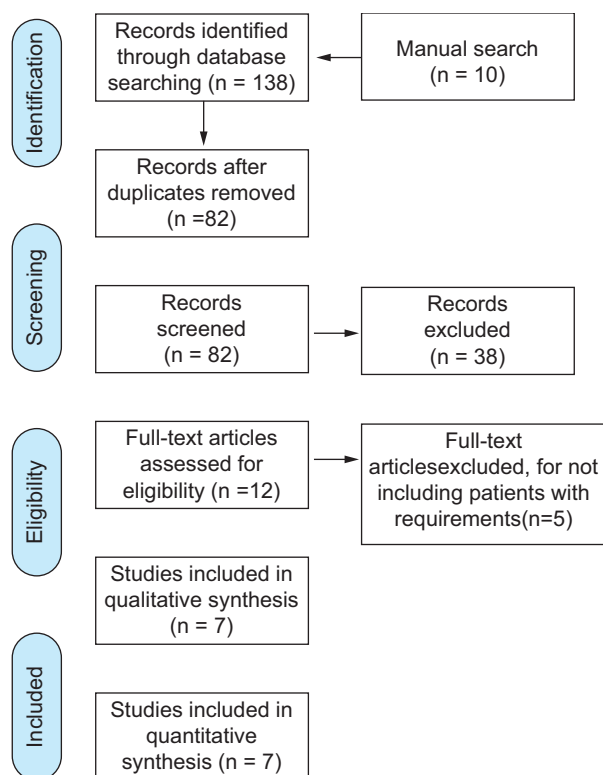 Identification
Records identified
through database
searching (n = 138)
Manual search
(n = 10)
Records after
duplicates removed
(n =82)
Screening
Records
screened
(n = 82)
Records
excluded
(n = 38)
Eligibility
Full-text articles
assessed for
eligibility (n =12)
Full-text
articlesexcluded, for not
including patients with
requirements(n=5)
Studies included in
qualitative synthesis
(n = 7)
Included
Studies included in
quantitative
synthesis (n = 7)